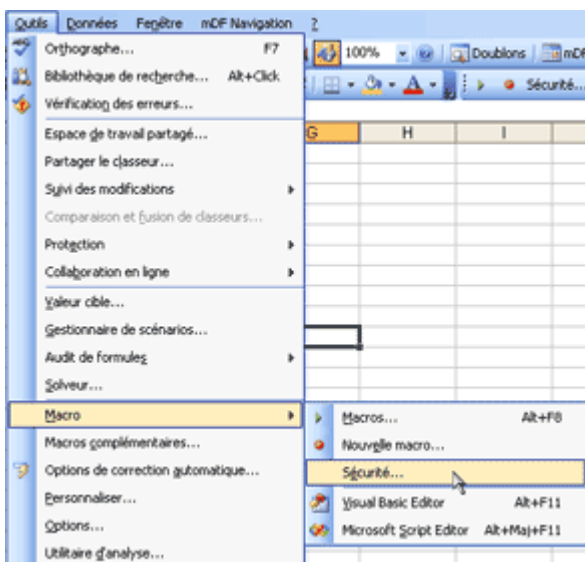 Outils Données Fenêtre mDF Navigation ?
100% Doublons mDF
Sécurité...
G H I
Orthographe... F7
Bibliothèque de recherche... Alt+Click
Vérification des erreurs...
Espace de travail partagé...
Partager le classeur...
Suivi des modifications
Comparaison et fusion de classeurs...
Protection
Collaboration en ligne
Valeur cible...
Gestionnaire de scénarios...
Audit de formules
Solveur...
Macro
Macros complémentaires...
Options de correction automatique...
Personnaliser...
Options...
Utilitaire d'analyse...
Macros... Alt+F8
Nouvelle macro...
Sécurité...
Visual Basic Editor Alt+F11
Microsoft Script Editor Alt+Maj+F11